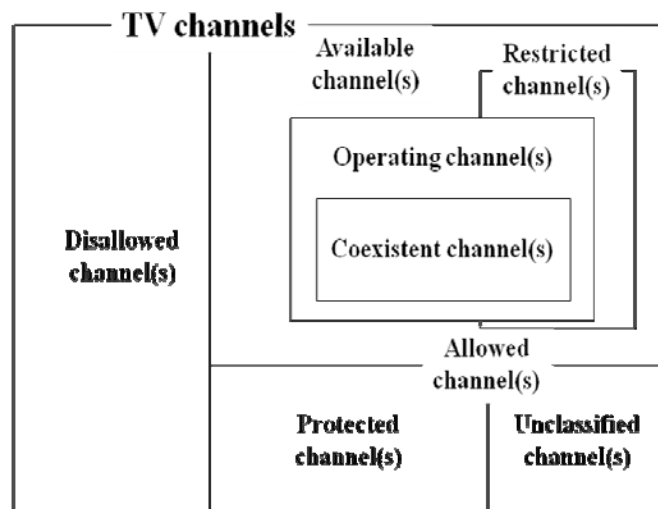 TV channels
Available
channel(s)
Restricted
channel(s)
Operating channel(s)
Coexistent channel(s)
Disallowed
channel(s)
Allowed
channel(s)
Protected
channel(s)
Unclassified
channel(s)